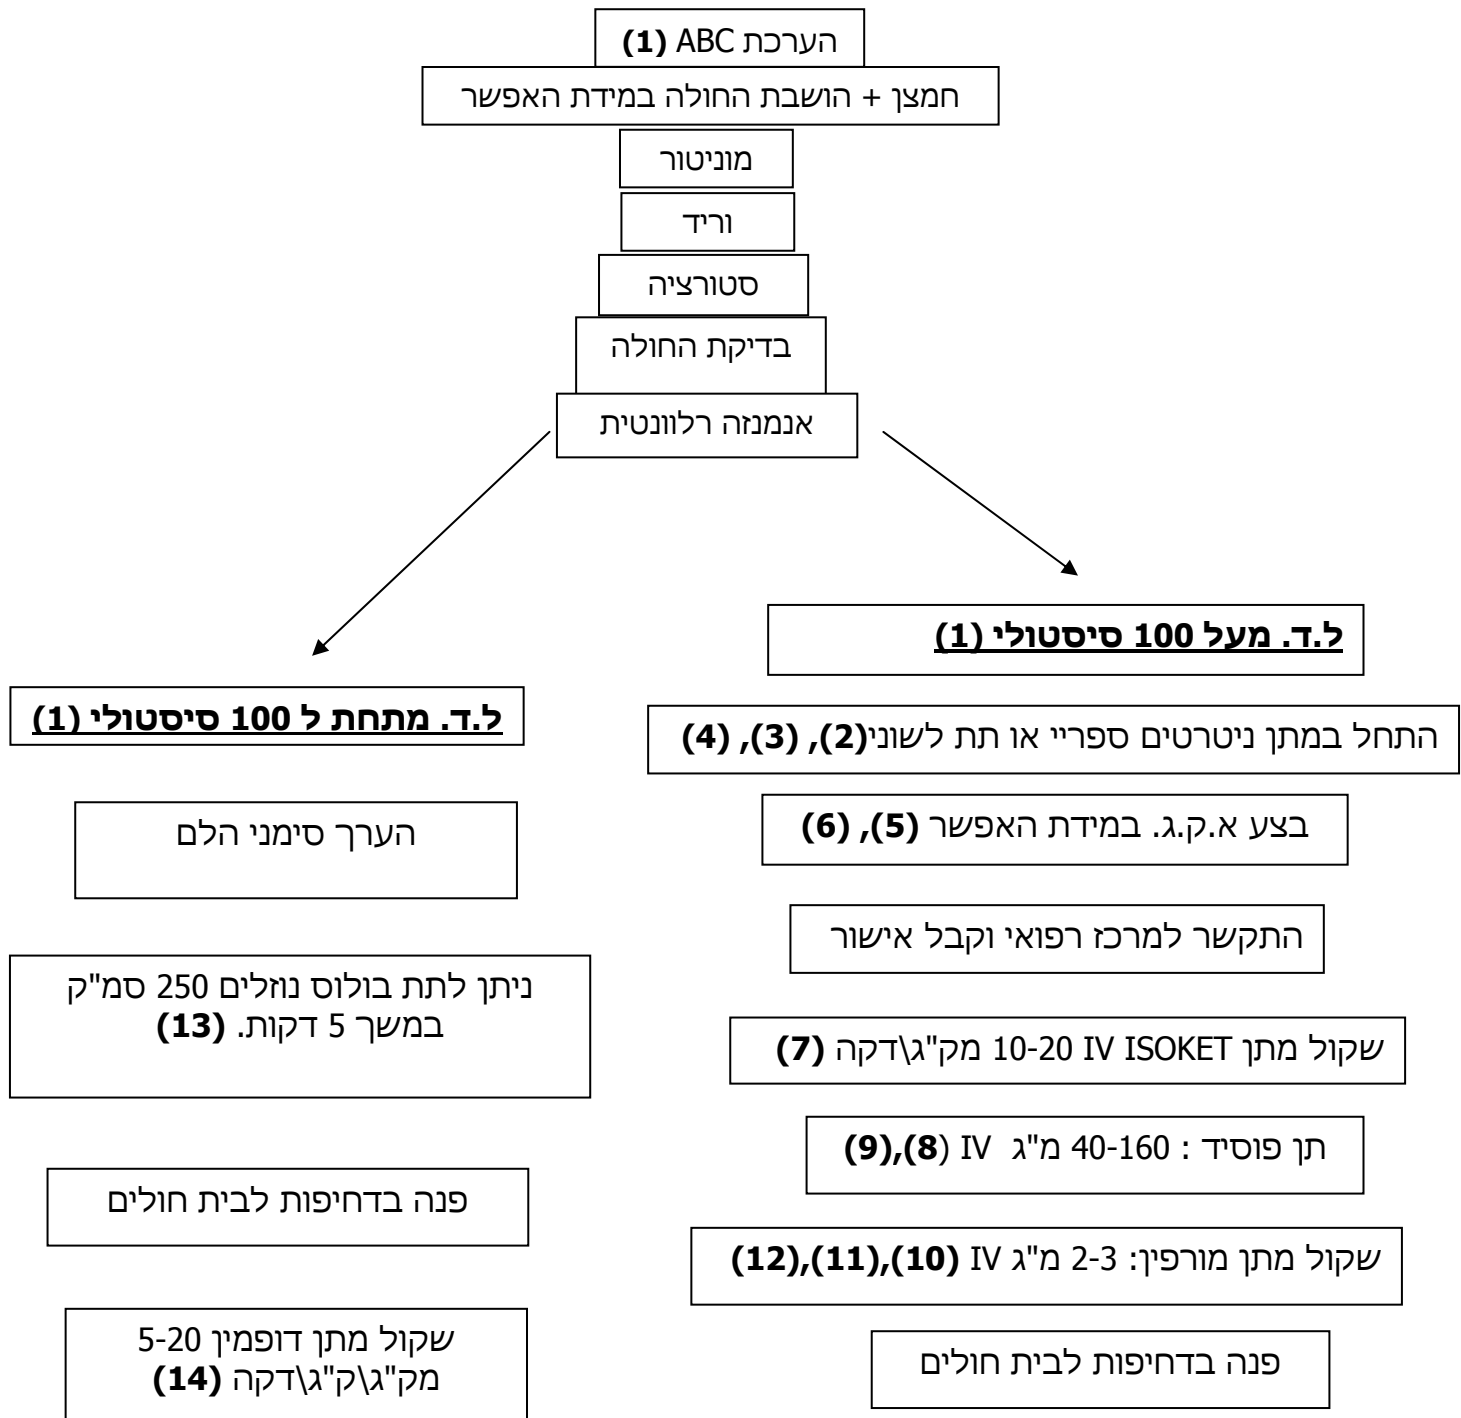 הערכת ABC (1)
חמצן + הושבת החולה במידת האפשר
מוניטור
וריד
סטורציה
בדיקת החולה
אנמנזה רלוונטית
ל.ד. מעל 100 סיסטולי (1)
התחל במתן ניטרטים ספריי או תת לשוני(2), (3), (4)
בצע א.ק.ג. במידת האפשר (5), (6)
התקשר למרכז רפואי וקבל אישור
שקול מתן IV ISOKET 10-20 מק"ג\דקה (7)
תן פוסיד : 40-160 מ"ג IV (8),(9)
שקול מתן מורפין: 2-3 מ"ג IV (10),(11),(12)
פנה בדחיפות לבית חולים
ל.ד. מתחת ל 100 סיסטולי (1)
הערך סימני הלם
ניתן לתת בולוס נוזלים 250 סמ"ק
במשך 5 דקות. (13)
פנה בדחיפות לבית חולים
שקול מתן דופמין 5-20
מק"ג\ק"ג\דקה (14)